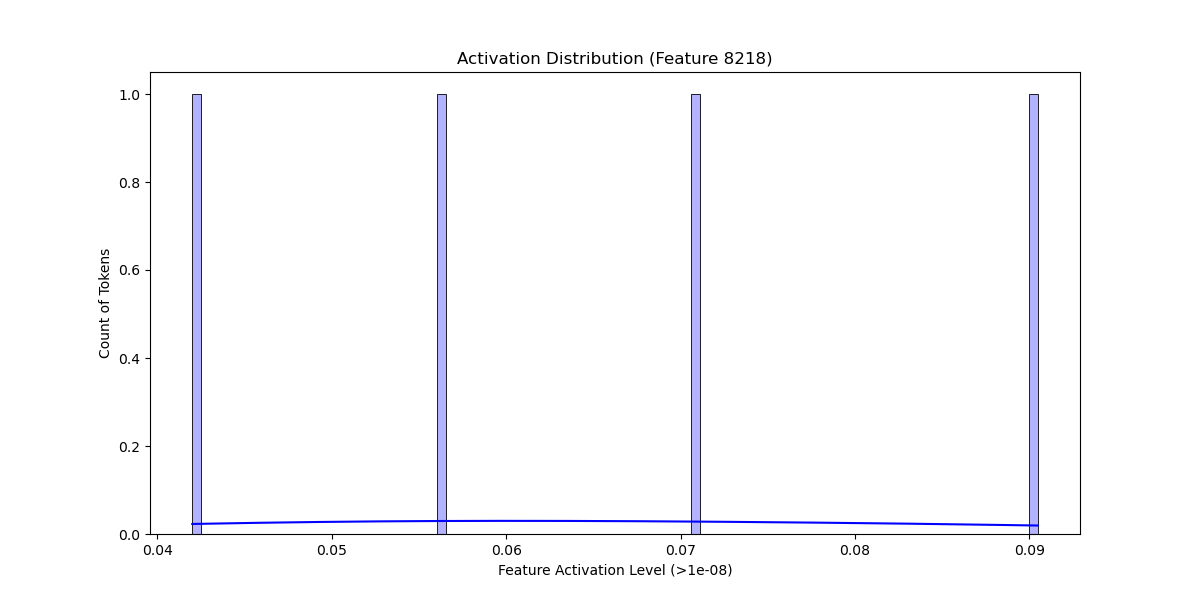 Activation Distribution (Feature 8218)
1.0
0.8
0.6
0.4
0.2
0.0
Count of Tokens
0.04 0.05 0.06 0.07 0.08 0.09
Feature Activation Level (>1e-08)